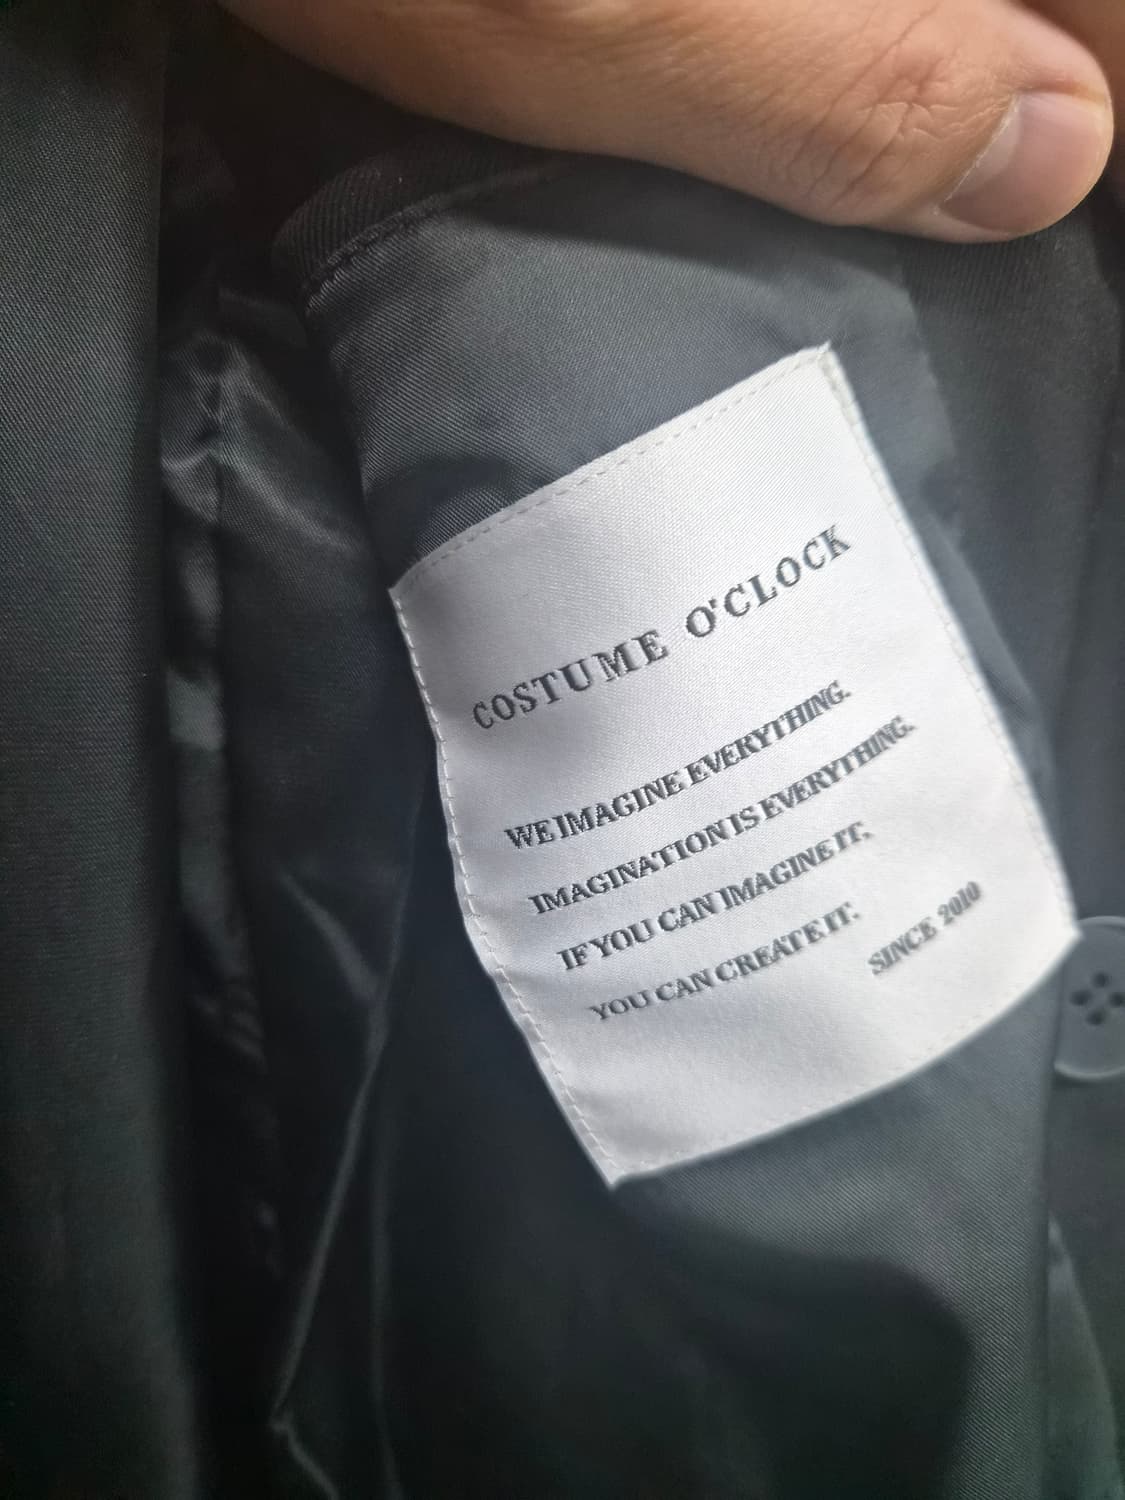 COSTUME O'CLOCK
WE IMAGINE EVERYTHING.
IMAGINATION IS EVERYTHING.
IF YOU CAN IMAGINE IT.
YOU CAN CREATE IT.
SINCE 2010